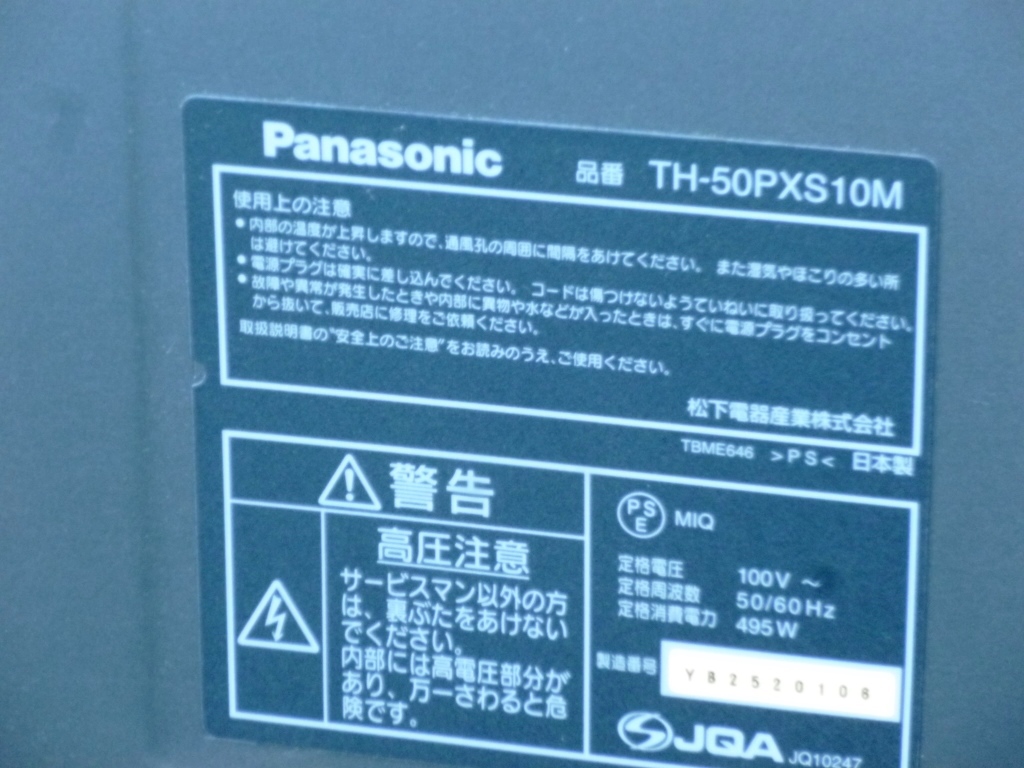 Panasonic 品番 TH-50PXS10M
使用上の注意
● 内部の温度が上昇しますので、通風孔の周囲に間隔をあけてください。 また湿気やほこりの多い所
は避けてください。
● 電源プラグは確実に差し込んでください。 コードは傷つけないようていねいに取り扱ってください。
● 故障や異常が発生したときや内部に異物や水などが入ったときは、すぐに電源プラグをコンセント
から抜いて、販売店に修理をご依頼ください。
取扱説明書の"安全上のご注意"をお読みのうえ、ご使用ください。
松下電器産業株式会社
TBME646 >PS< 日本製
警告
高圧注意
サービスマン以外の方
は、裏ぶたをあけない
でください。
内部には高電圧部分が
あり、万一さわると危
険です。
PSE MIQ
定格電圧 100V ~
定格周波数 50/60Hz
定格消費電力 495W
製造番号 YB2520108
JQA JQ10247